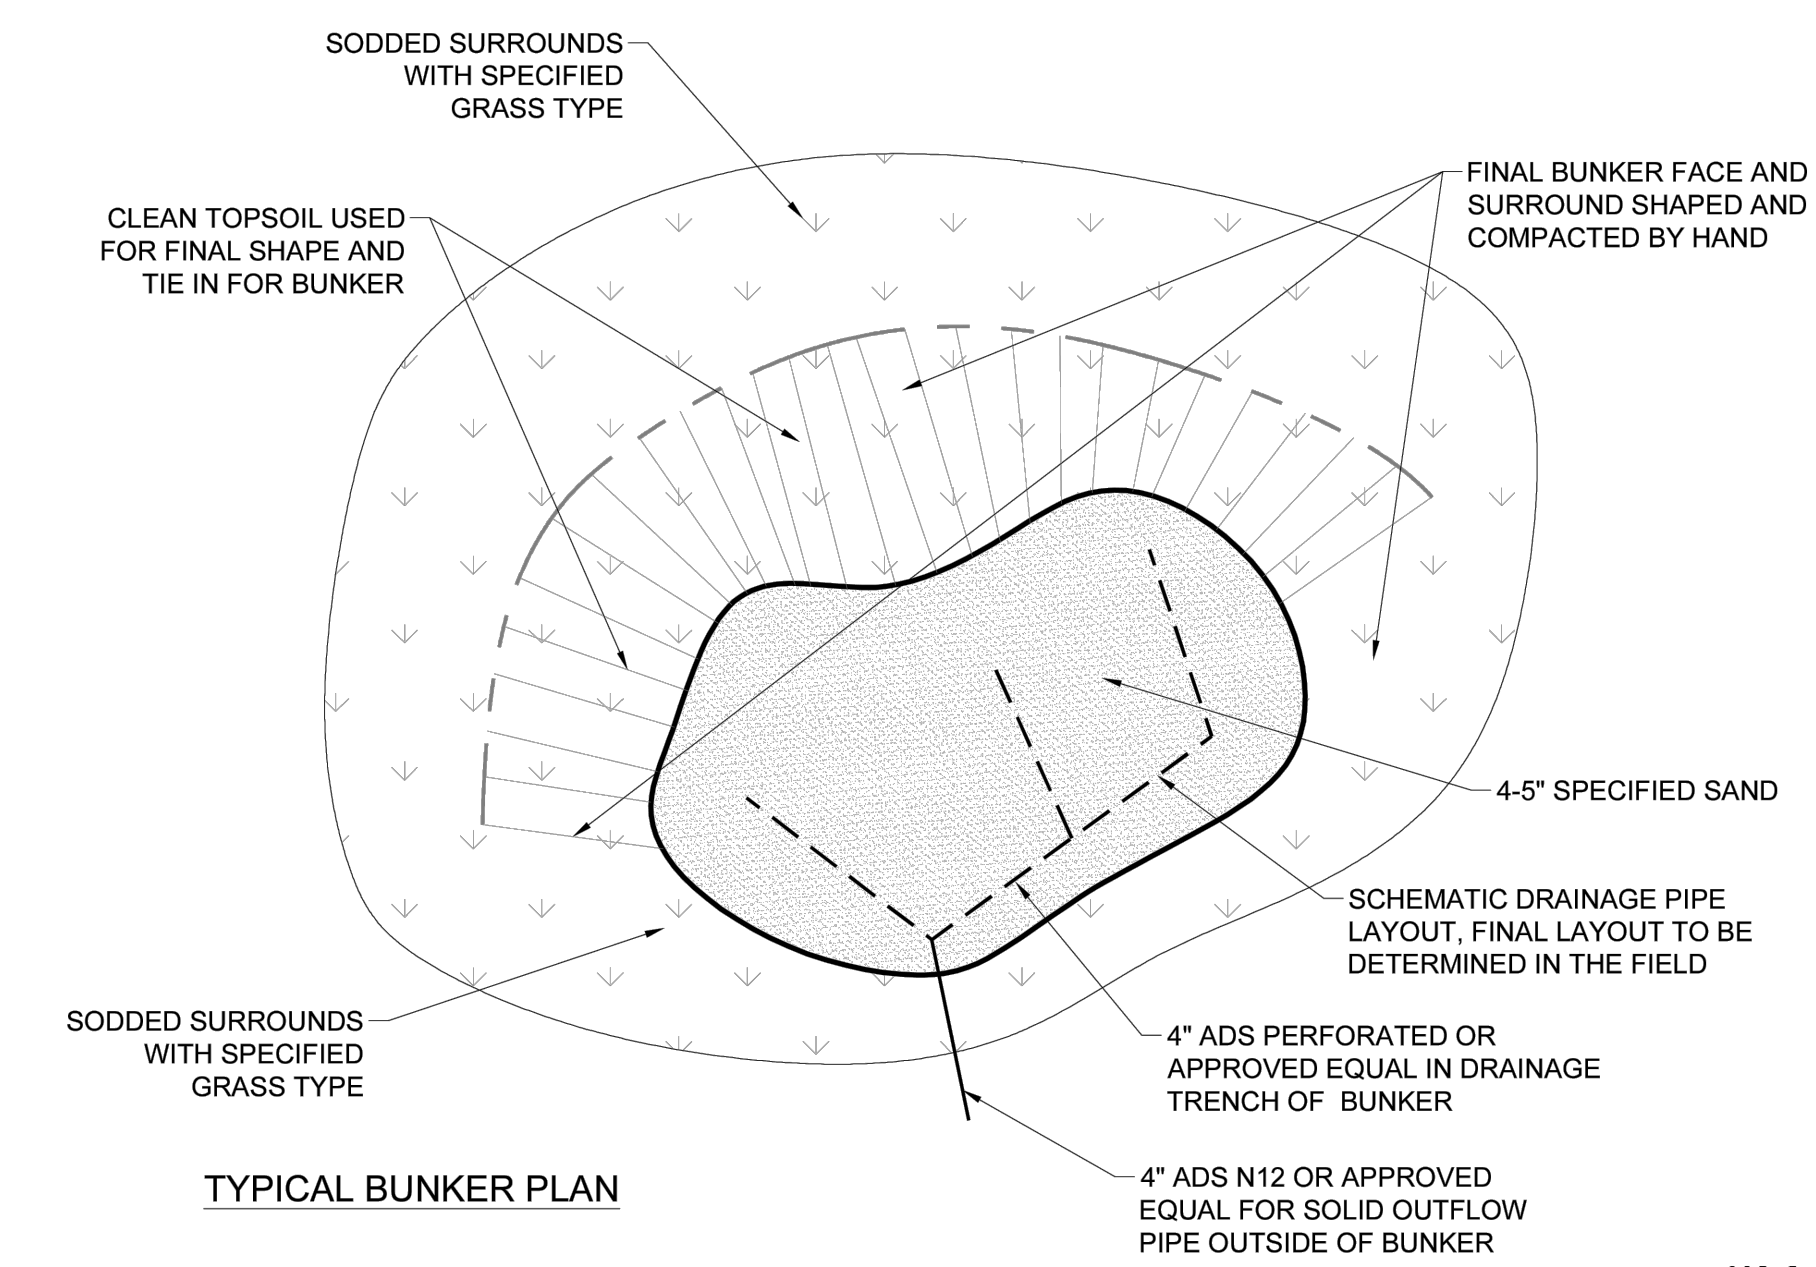 SODDED SURROUNDS
WITH SPECIFIED
GRASS TYPE
FINAL BUNKER FACE AND
SURROUND SHAPED AND
COMPACTED BY HAND
CLEAN TOPSOIL USED
FOR FINAL SHAPE AND
TIE IN FOR BUNKER
4-5" SPECIFIED SAND
SCHEMATIC DRAINAGE PIPE
LAYOUT, FINAL LAYOUT TO BE
DETERMINED IN THE FIELD
SODDED SURROUNDS
WITH SPECIFIED
GRASS TYPE
4" ADS PERFORATED OR
APPROVED EQUAL IN DRAINAGE
TRENCH OF BUNKER
4" ADS N12 OR APPROVED
EQUAL FOR SOLID OUTFLOW
PIPE OUTSIDE OF BUNKER
TYPICAL BUNKER PLAN